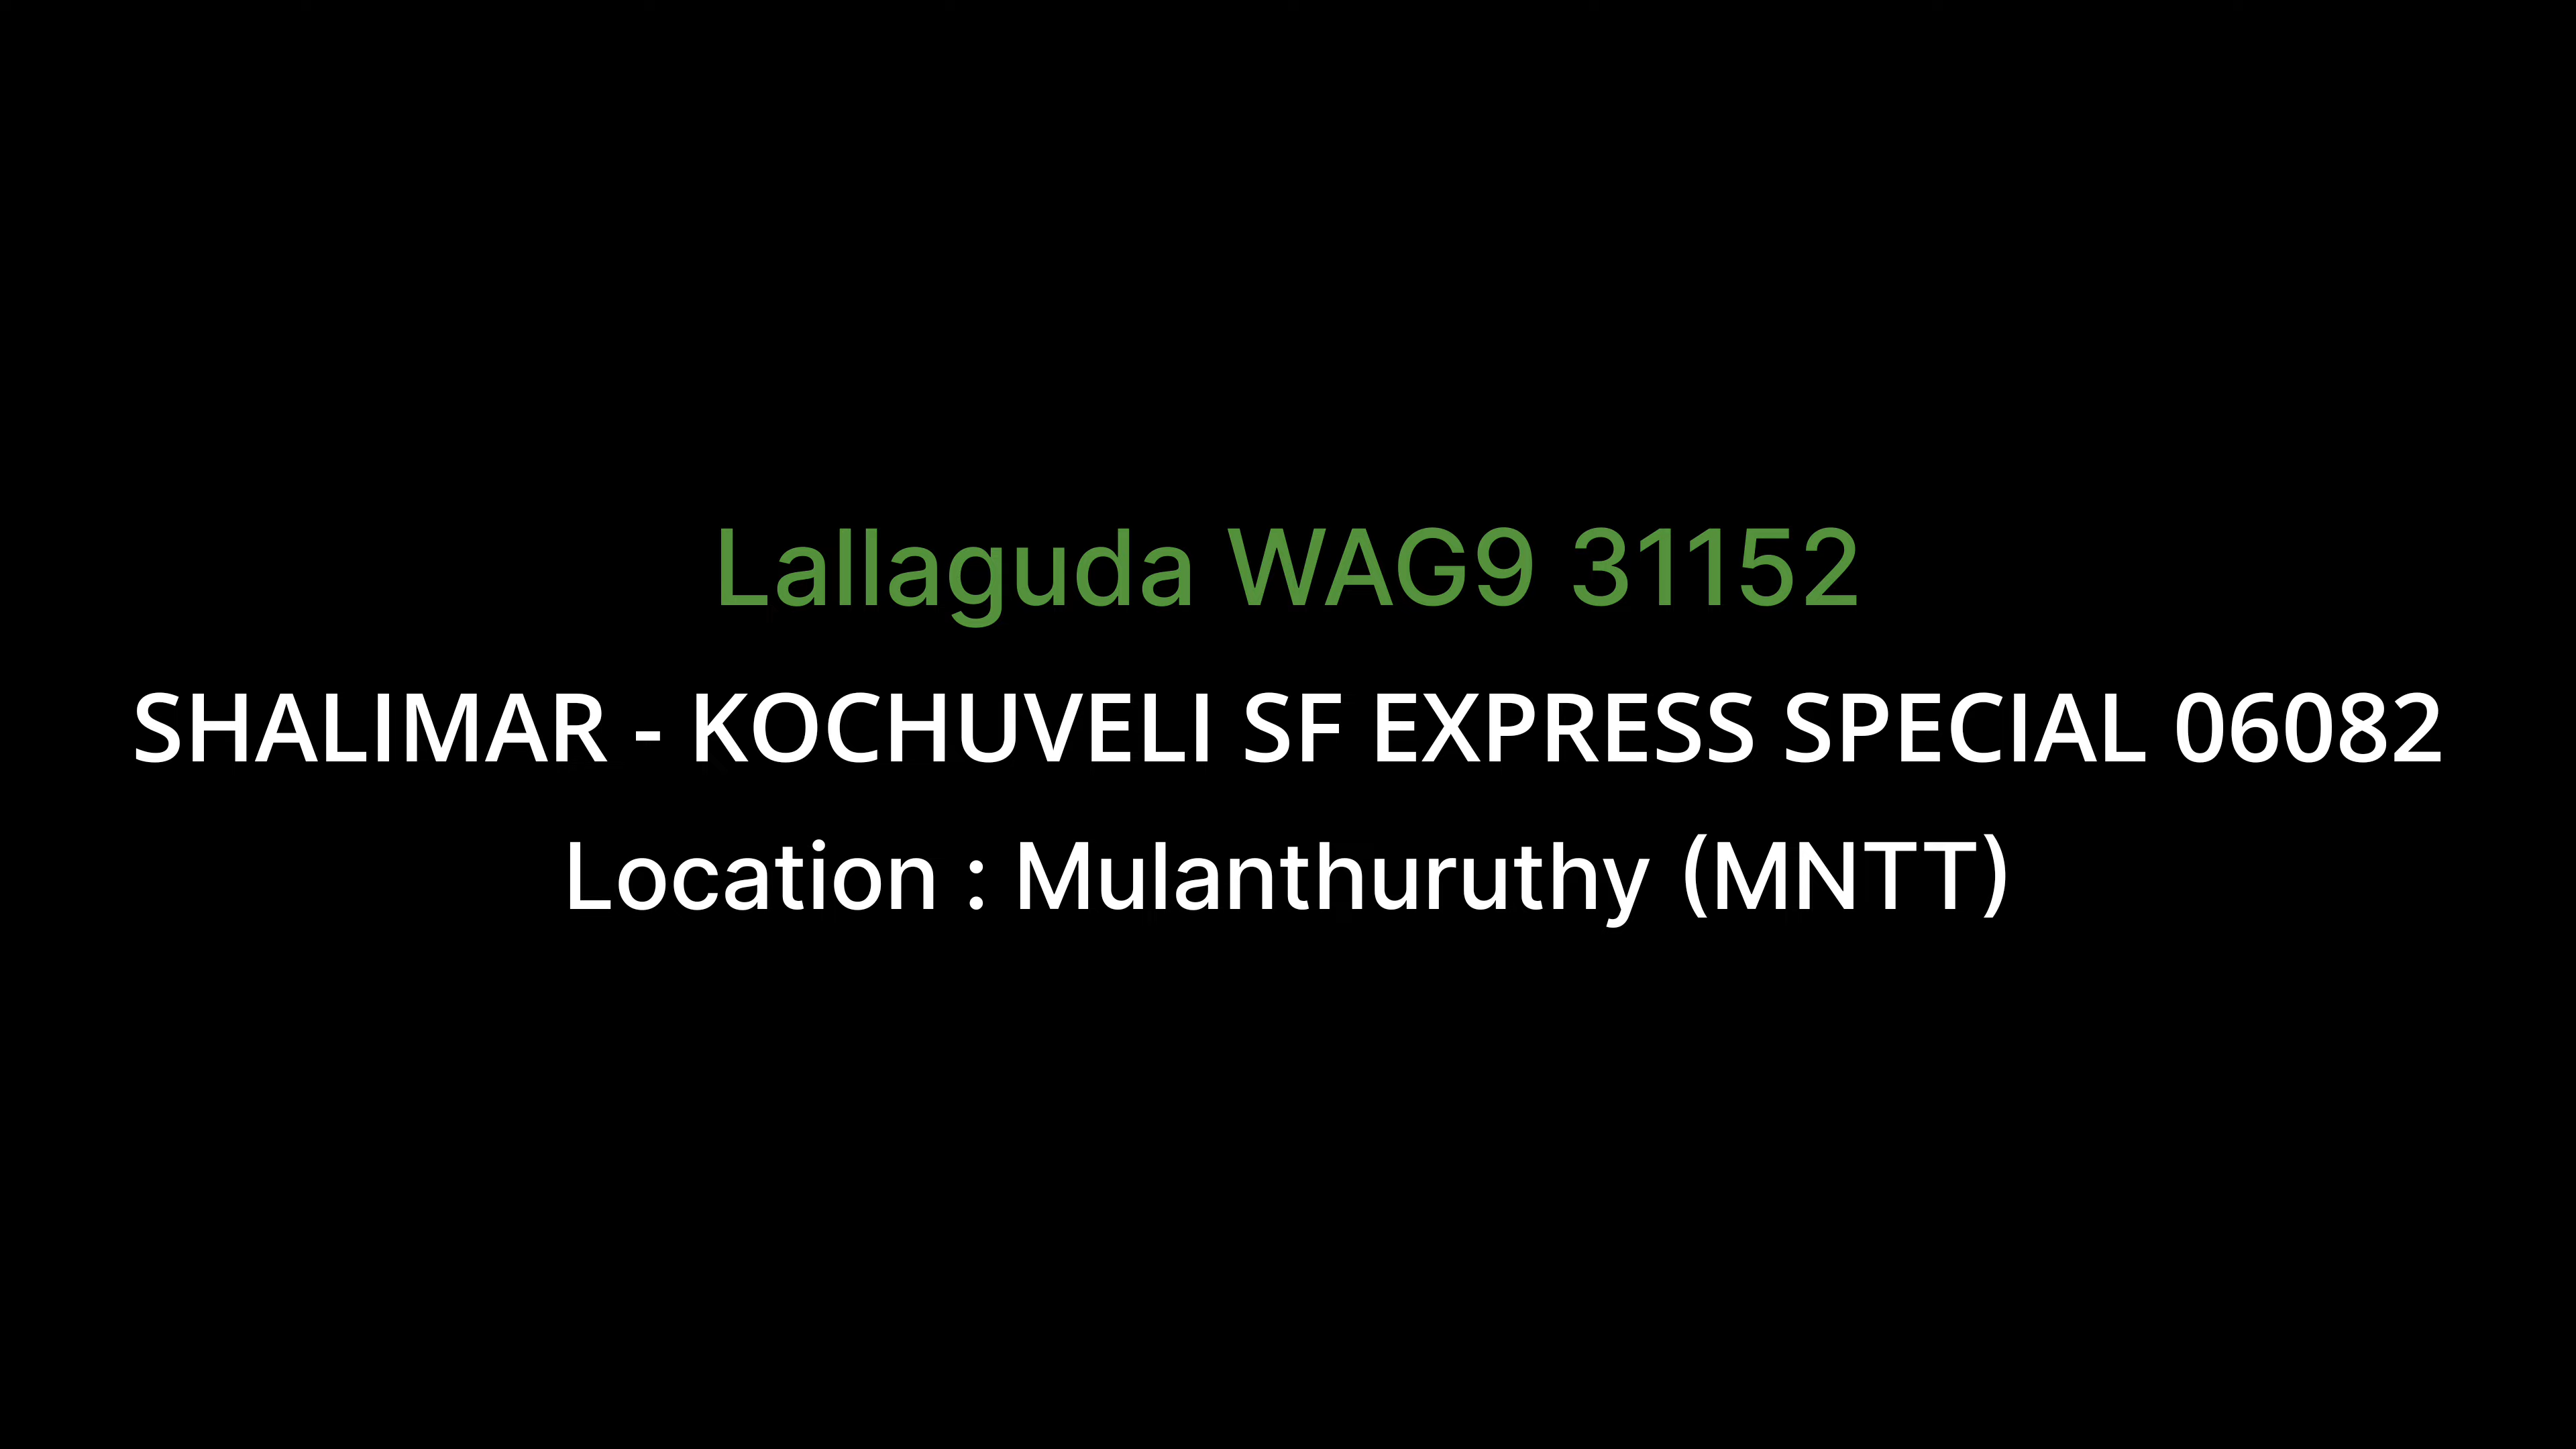 Lallaguda WAG9 31152
SHALIMAR - KOCHUVELI SF EXPRESS SPECIAL 06082
Location : Mulanthuruthy (MNTT)